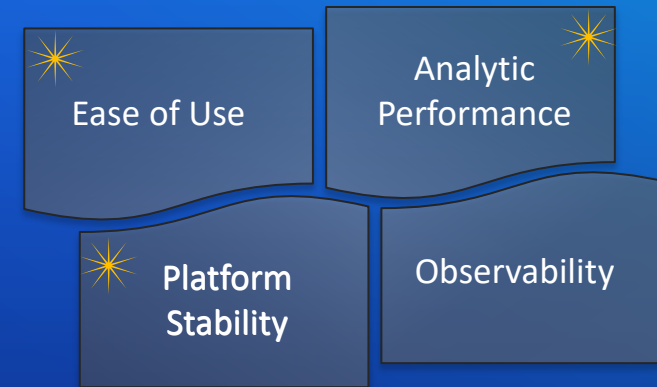 Ease of Use
Analytic
Performance
Platform
Stability
Observability